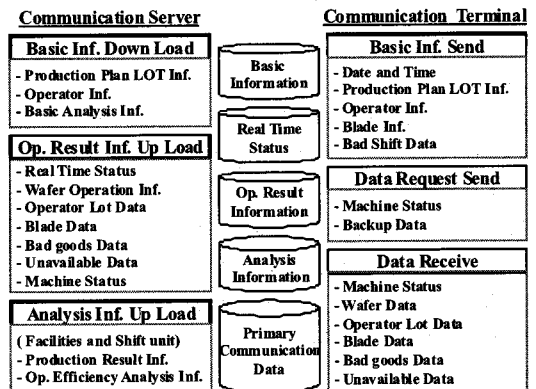 Communication Server
Basic Inf. Down Load
- Production Plan LOT Inf.
- Operator Inf.
- Basic Analysis Inf.
Op. Result Inf. Up Load
- Real Time Status
- Wafer Operation Inf.
- Operator Lot Data
- Blade Data
- Bad goods Data
- Unavailable Data
- Machine Status
Analysis Inf. Up Load
( Facilities and Shift unit)
- Production Result Inf.
- Op. Efficiency Analysis Inf.
Basic
Information
Real Time
Status
Op. Result
Information
Analysis
Information
Primary
Communication
Data
Communication Terminal
Basic Inf. Send
- Date and Time
- Production Plan LOT Inf.
- Operator Inf.
- Blade Inf.
- Bad Shift Data
Data Request Send
- Machine Status
- Backup Data
Data Receive
- Machine Status
- Wafer Data
- Operator Lot Data
- Blade Data
- Bad goods Data
- Unavailable Data